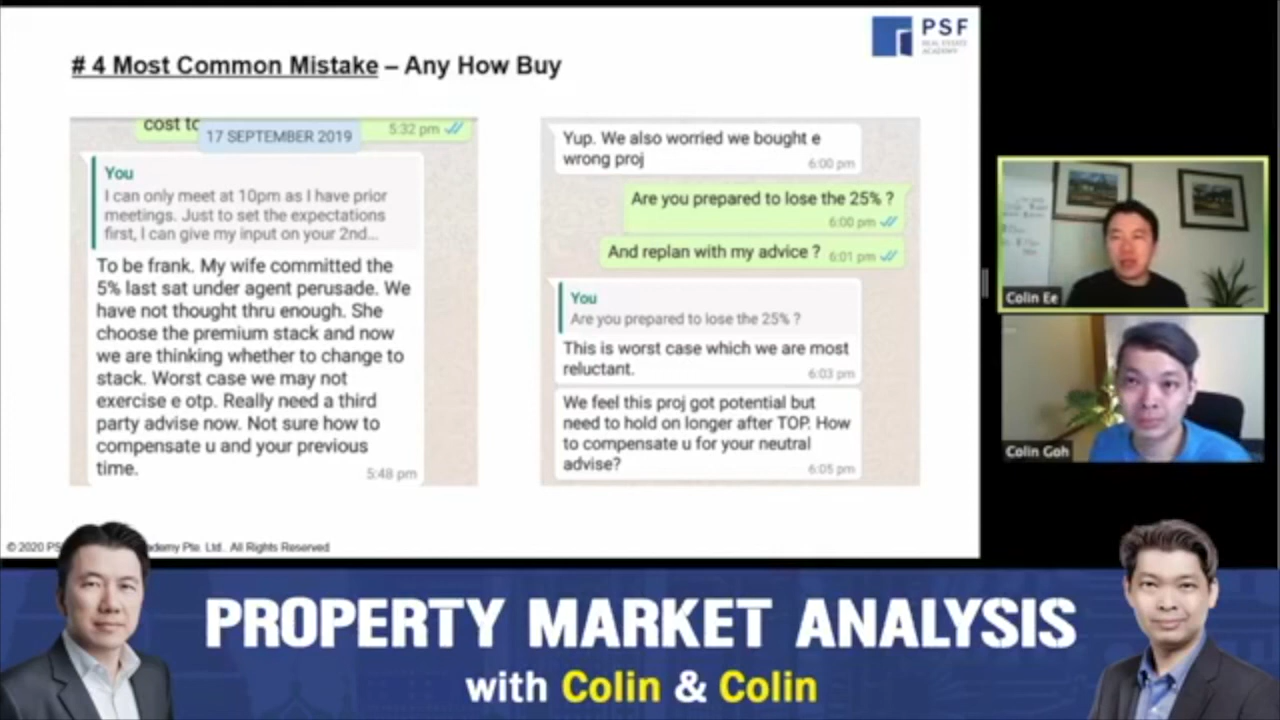 PSF
REAL ESTATE
ACADEMY
# 4 Most Common Mistake – Any How Buy
cost to
5:32 pm
17 SEPTEMBER 2019
You
I can only meet at 10pm as I have prior
meetings. Just to set the expectations
first, I can give my input on your 2nd...
To be frank. My wife committed the
5% last sat under agent perusade. We
have not thought thru enough. She
choose the premium stack and now
we are thinking whether to change to
stack. Worst case we may not
exercise e otp. Really need a third
party advise now. Not sure how to
compensate u and your previous
time.
5:48 pm
Yup. We also worried we bought e
wrong proj
6:00 pm
Are you prepared to lose the 25% ?
6:00 pm
And replan with my advice ? 6:01 pm
You
Are you prepared to lose the 25% ?
This is worst case which we are most
reluctant.
6:03 pm
We feel this proj got potential but
need to hold on longer after TOP. How
to compensate u for your neutral
advise?
6:05 pm
Colin Ee
Colin Goh
© 2020 PS ademy Pte. Ltd. All Rights Reserved
PROPERTY MARKET ANALYSIS
with Colin & Colin